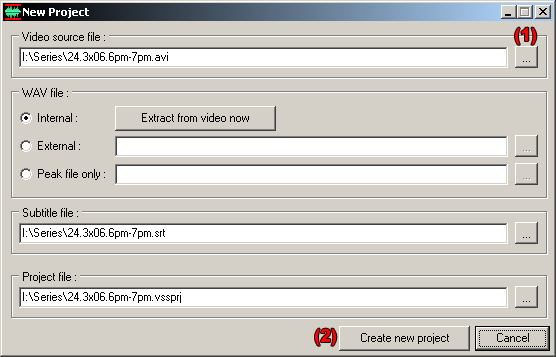 New Project
Video source file :
(1)
I:\Series\24.3x06.6pm-7pm.avi
...
WAV file :
Internal :
Extract from video now
External :
...
Peak file only :
...
Subtitle file :
I:\Series\24.3x06.6pm-7pm.srt
...
Project file :
I:\Series\24.3x06.6pm-7pm.vssprj
...
(2)
Create new project
Cancel